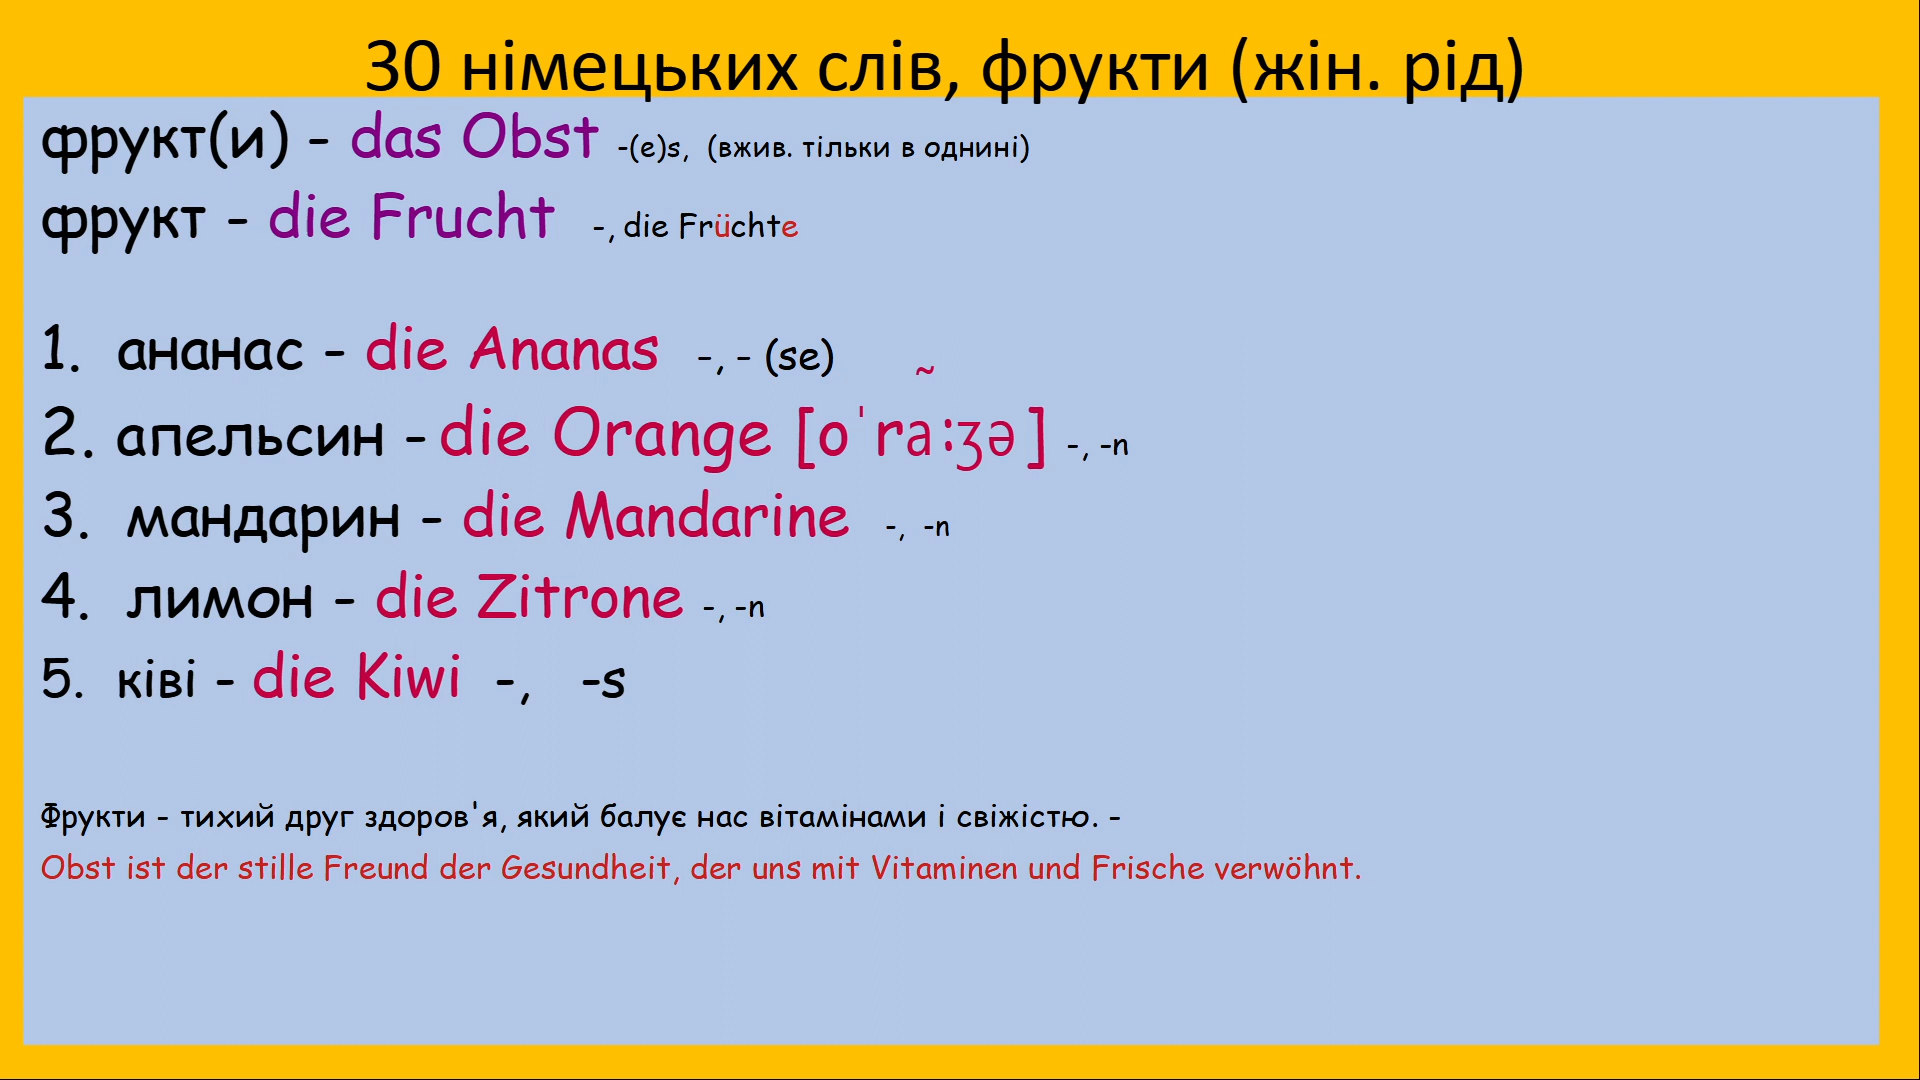 30 німецьких слів, фрукти (жін. рід)
фрукт(и) - das Obst -(e)s, (вжив. тільки в однині)
фрукт - die Frucht -, die Früchte
1. ананас - die Ananas -, - (se)
2. апельсин - die Orange [oˈrã:ʒə] -, -n
3. мандарин - die Mandarine -, -n
4. лимон - die Zitrone -, -n
5. ківі - die Kiwi -, -s
Фрукти - тихий друг здоров'я, який балує нас вітамінами і свіжістю. -
Obst ist der stille Freund der Gesundheit, der uns mit Vitaminen und Frische verwöhnt.